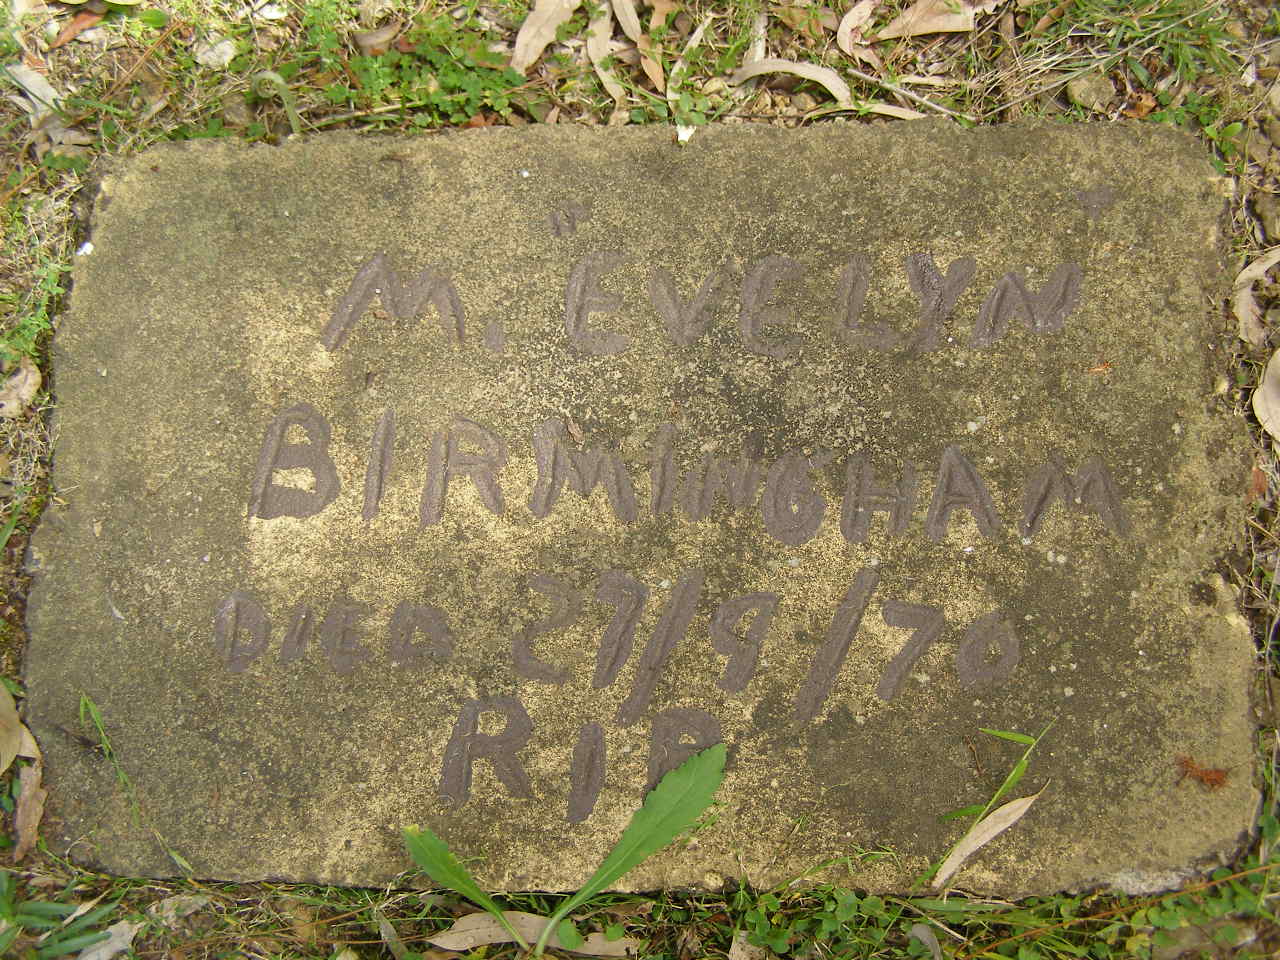 M. EVELYN
BIRMINGHAM
DIED 27/9/70
RIP